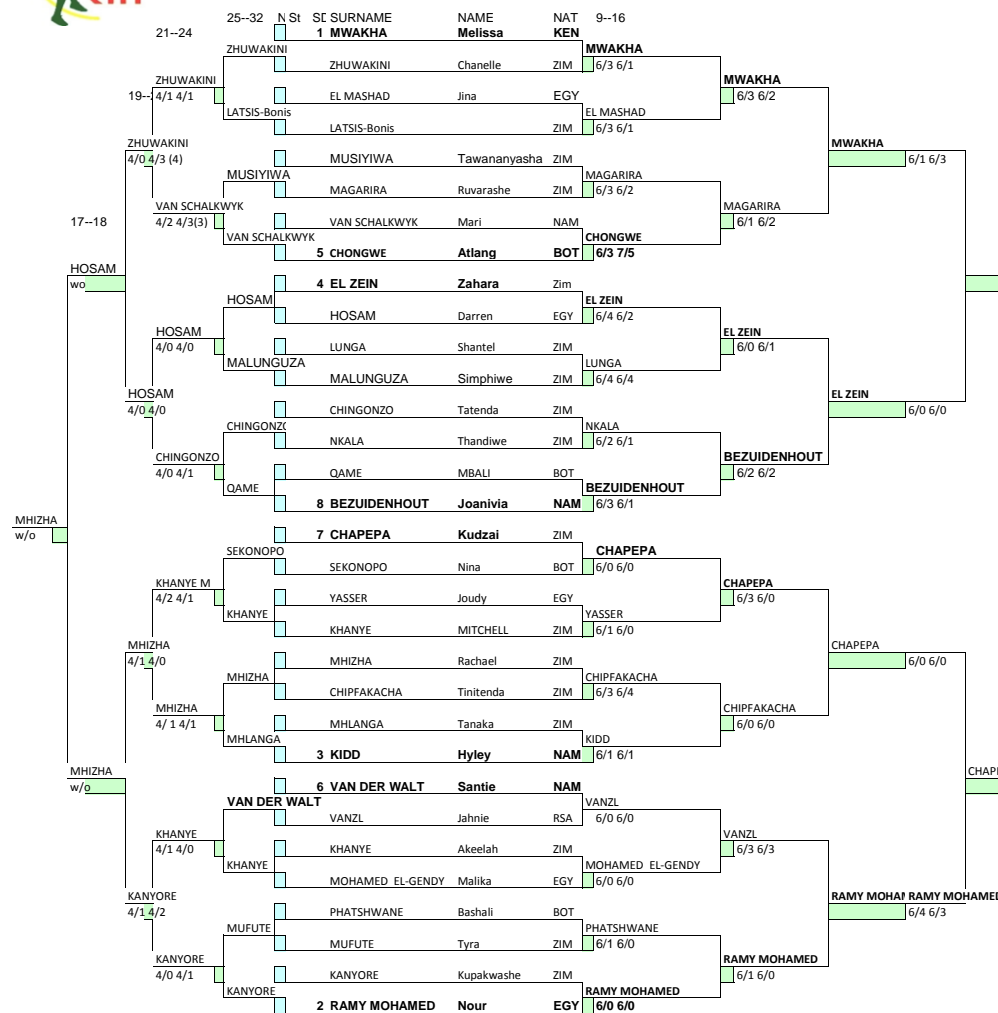 25--32 N St SE SURNAME NAME NAT 9--16
21--24 1 MWAKHA Melissa KEN
ZHUWAKINI MWAKHA
ZHUWAKINI Chanelle ZIM 6/3 6/1
ZHUWAKINI MWAKHA
19-- 4/1 4/1 EL MASHAD Jina EGY 6/3 6/2
LATSIS-Bonis EL MASHAD
LATSIS-Bonis ZIM 6/3 6/1
ZHUWAKINI MWAKHA
4/0 4/3 (4) MUSIYIWA Tawananyasha ZIM 6/1 6/3
MUSIYIWA MAGARIRA
MAGARIRA Ruvarashe ZIM 6/3 6/2
VAN SCHALKWYK MAGARIRA
17--18 4/2 4/3(3) VAN SCHALKWYK Mari NAM 6/1 6/2
VAN SCHALKWYK CHONGWE
5 CHONGWE Atlang BOT 6/3 7/5
HOSAM
wo 4 EL ZEIN Zahara Zim
HOSAM EL ZEIN
HOSAM Darren EGY 6/4 6/2
HOSAM EL ZEIN
4/0 4/0 LUNGA Shantel ZIM 6/0 6/1
MALUNGUZA LUNGA
MALUNGUZA Simphiwe ZIM 6/4 6/4
HOSAM EL ZEIN
4/0 4/0 CHINGONZO Tatenda ZIM 6/0 6/0
CHINGONZO NKALA
NKALA Thandiwe ZIM 6/2 6/1
CHINGONZO BEZUIDENHOUT
4/0 4/1 QAME MBALI BOT 6/2 6/2
QAME BEZUIDENHOUT
8 BEZUIDENHOUT Joanivia NAM 6/3 6/1
MHIZHA
w/o 7 CHAPEPA Kudzai ZIM
SEKONOPO CHAPEPA
SEKONOPO Nina BOT 6/0 6/0
KHANYE M CHAPEPA
4/2 4/1 YASSER Joudy EGY 6/3 6/0
KHANYE YASSER
KHANYE MITCHELL ZIM 6/1 6/0
MHIZHA CHAPEPA
4/1 4/0 MHIZHA Rachael ZIM 6/0 6/0
MHIZHA CHIPFAKACHA
CHIPFAKACHA Tinitenda ZIM 6/3 6/4
MHIZHA CHIPFAKACHA
4/ 1 4/1 MHLANGA Tanaka ZIM 6/0 6/0
MHLANGA KIDD
3 KIDD Hyley NAM 6/1 6/1
MHIZHA CHAPE
w/o 6 VAN DER WALT Santie NAM
VAN DER WALT VANZL
VANZL Jahnie RSA 6/0 6/0
KHANYE VANZL
4/1 4/0 KHANYE Akeelah ZIM 6/3 6/3
KHANYE MOHAMED EL-GENDY
MOHAMED EL-GENDY Malika EGY 6/0 6/0
KANYORE RAMY MOHAM RAMY MOHAMED
4/1 4/2 PHATSHWANE Bashali BOT 6/4 6/3
MUFUTE PHATSHWANE
MUFUTE Tyra ZIM 6/1 6/0
KANYORE RAMY MOHAMED
4/0 4/1 KANYORE Kupakwashe ZIM 6/1 6/0
KANYORE RAMY MOHAMED
2 RAMY MOHAMED Nour EGY 6/0 6/0